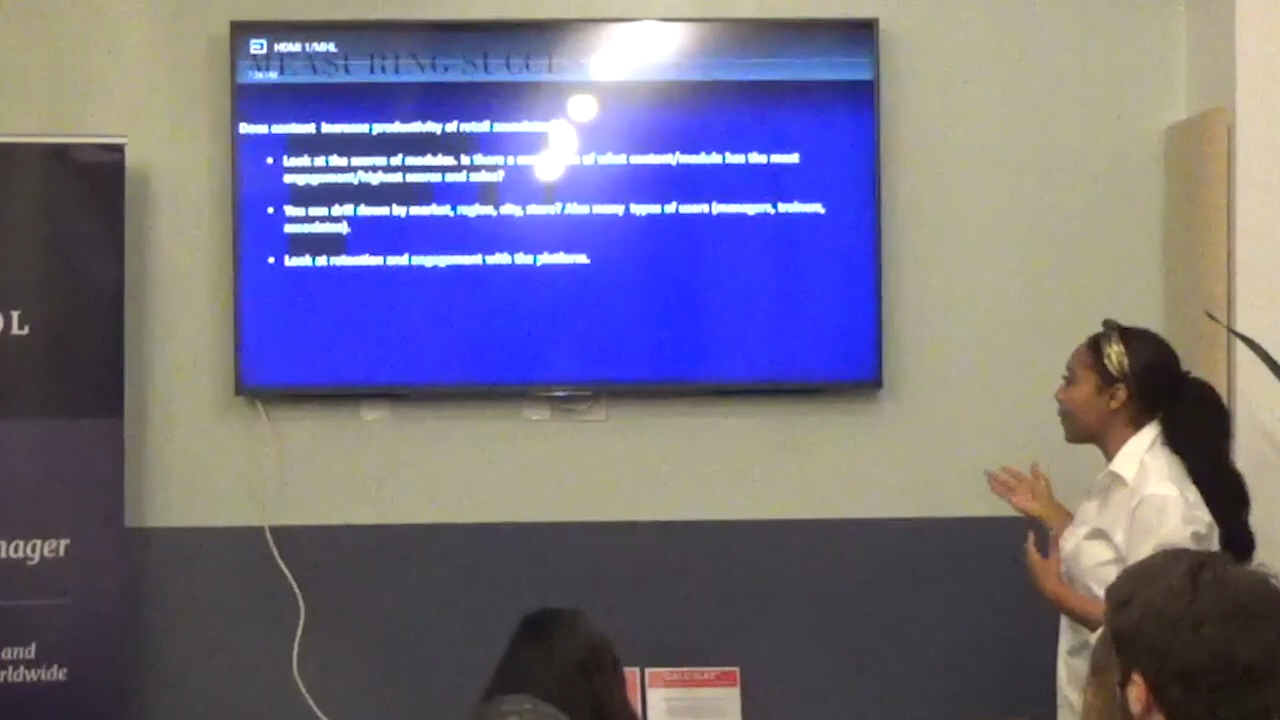 HDMI 1/MHL
MEASURING SUCCE
Does content increase productivity of retail
• Look at the scores of modules. Is there a of what content/module has the most
engagement/highest scores and sales?
• You can drill down by market, region, city, store? Also many types of users (managers, trainers,
associates).
• Look at retention and engagement with the platform.
OL
nager
and
rldwide